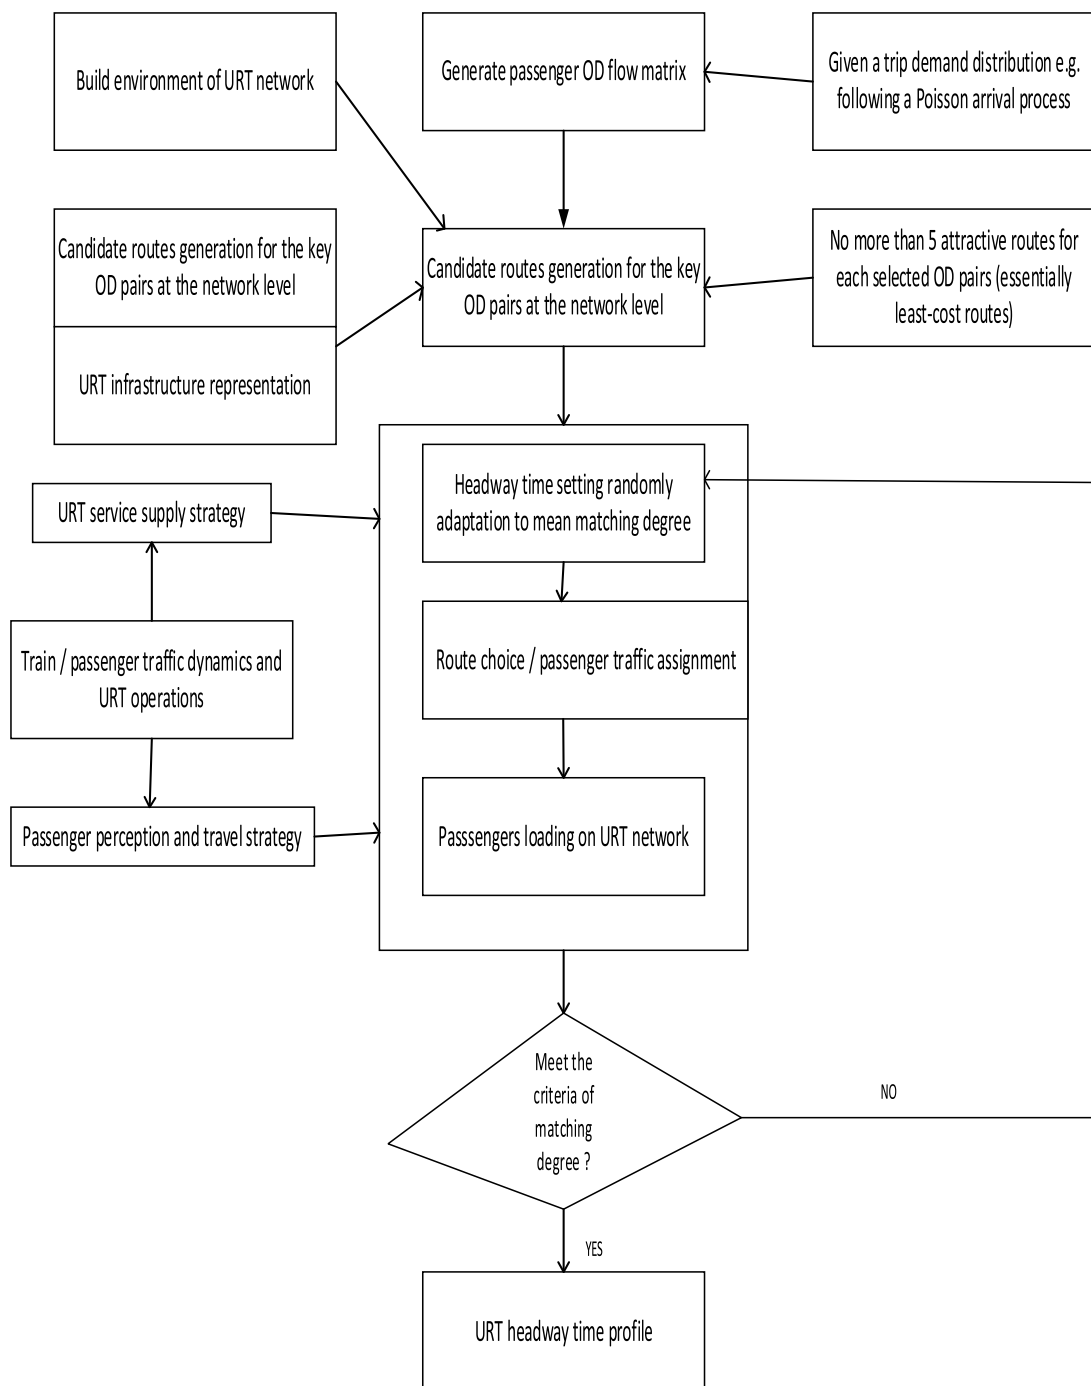 Build environment of URT network
Generate passenger OD flow matrix
Given a trip demand distribution e.g.
following a Poisson arrival process
Candidate routes generation for the key
OD pairs at the network level
URT infrastructure representation
Candidate routes generation for the key
OD pairs at the network level
No more than 5 attractive routes for
each selected OD pairs (essentially
least-cost routes)
Headway time setting randomly
adaptation to mean matching degree
URT service supply strategy
Train / passenger traffic dynamics and
URT operations
Route choice / passenger traffic assignment
Passenger perception and travel strategy
Passsengers loading on URT network
Meet the
criteria of
matching
degree ?
NO
YES
URT headway time profile